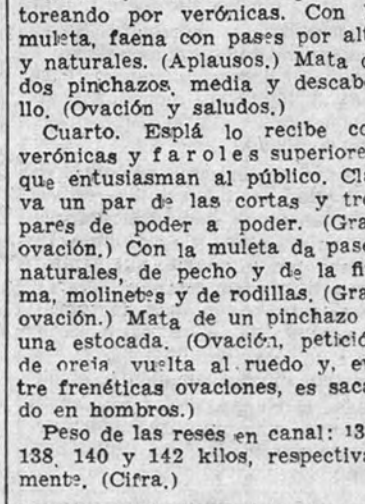 toreando por verónicas. Con
muleta, faena con pases por alt
y naturales. (Aplausos.) Mata
dos pinchazos, media y descabe
llo. (Ovación y saludos.)
Cuarto. Esplá lo recibe co
verónicas y faroles superiore
que entusiasman al público. Cla
va un par de las cortas y tre
pares de poder a poder. (Gra
ovación.) Con la muleta da pase
naturales, de pecho y de la fi
ma, molinetes y de rodillas. (Gra
ovación.) Mata de un pinchazo
una estocada. (Ovación, petició
de oreja, vuelta al ruedo y, e
tre frenéticas ovaciones, es saca
do en hombros.)
Peso de las reses en canal: 13
138, 140 y 142 kilos, respectiva
mente. (Cifra.)